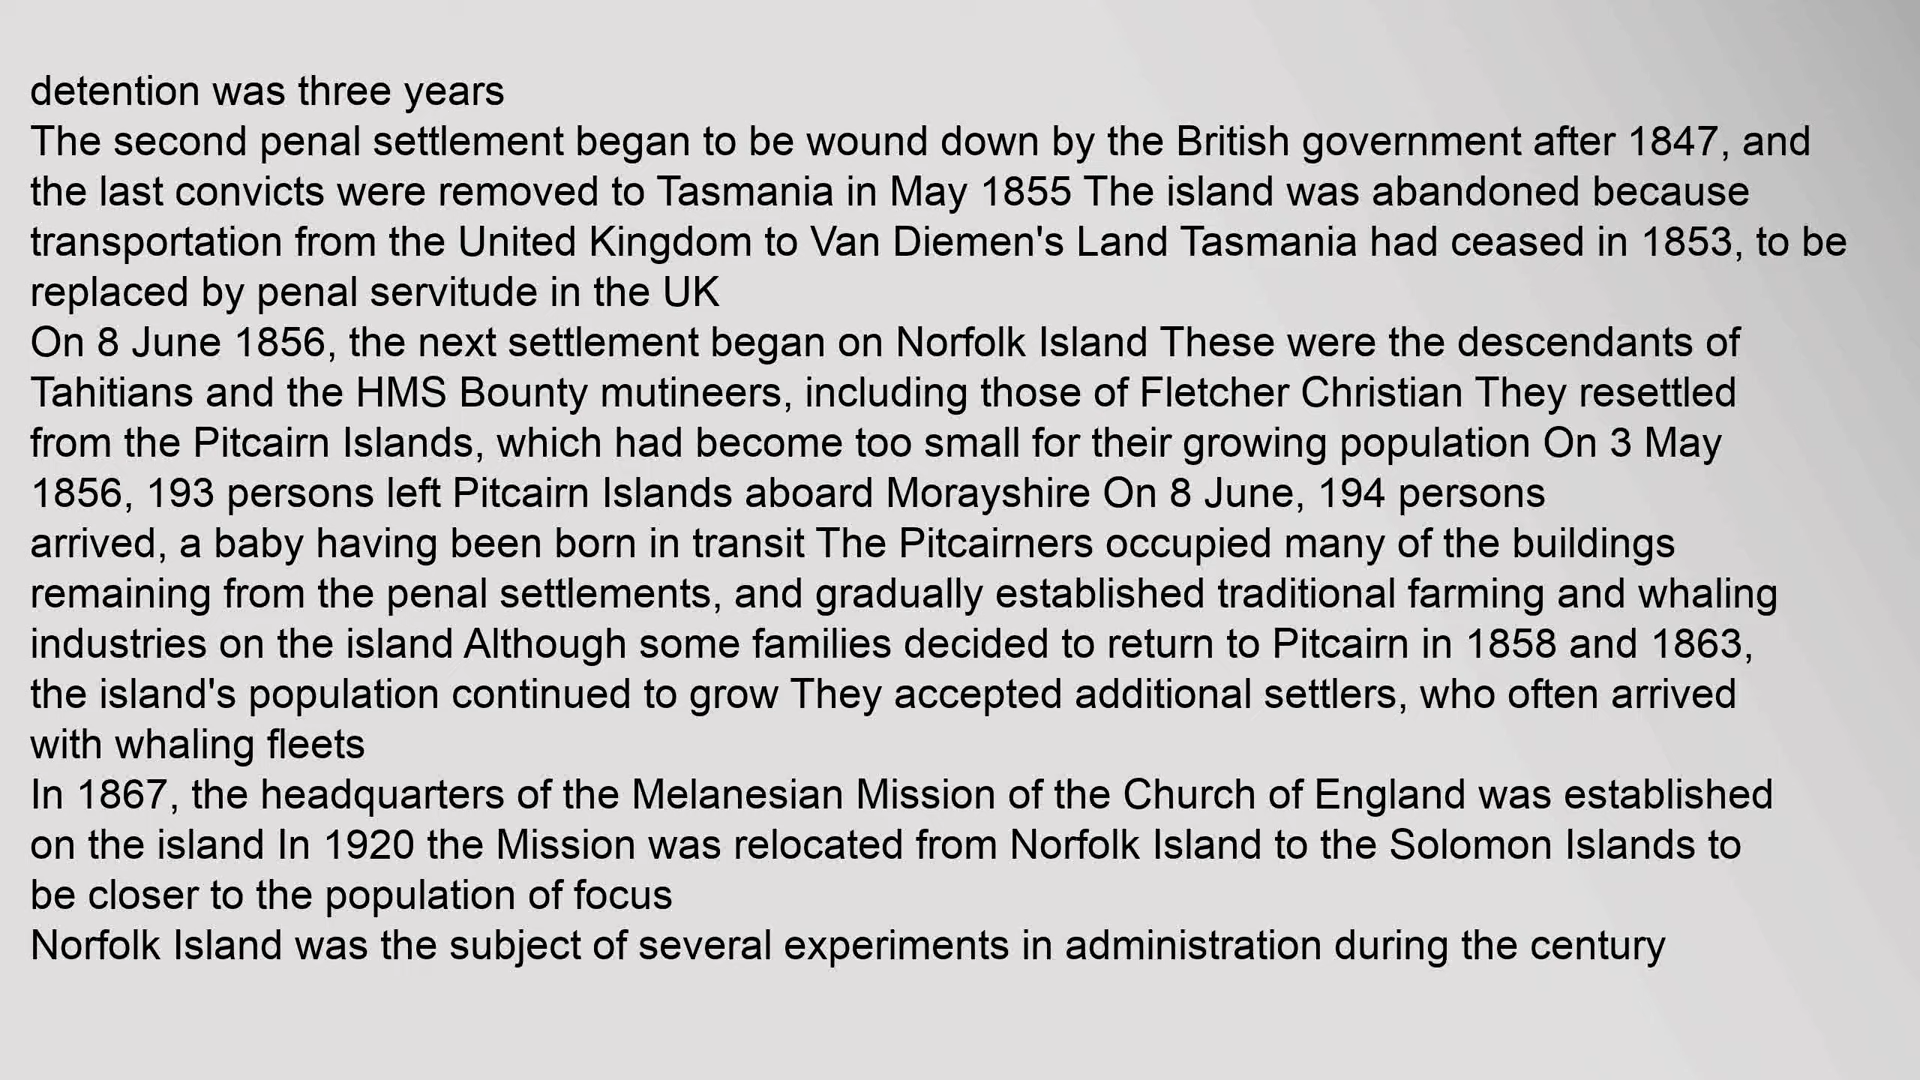 detention was three years
The second penal settlement began to be wound down by the British government after 1847, and
the last convicts were removed to Tasmania in May 1855 The island was abandoned because
transportation from the United Kingdom to Van Diemen's Land Tasmania had ceased in 1853, to be
replaced by penal servitude in the UK
On 8 June 1856, the next settlement began on Norfolk Island These were the descendants of
Tahitians and the HMS Bounty mutineers, including those of Fletcher Christian They resettled
from the Pitcairn Islands, which had become too small for their growing population On 3 May
1856, 193 persons left Pitcairn Islands aboard Morayshire On 8 June, 194 persons
arrived, a baby having been born in transit The Pitcairners occupied many of the buildings
remaining from the penal settlements, and gradually established traditional farming and whaling
industries on the island Although some families decided to return to Pitcairn in 1858 and 1863,
the island's population continued to grow They accepted additional settlers, who often arrived
with whaling fleets
In 1867, the headquarters of the Melanesian Mission of the Church of England was established
on the island In 1920 the Mission was relocated from Norfolk Island to the Solomon Islands to
be closer to the population of focus
Norfolk Island was the subject of several experiments in administration during the century